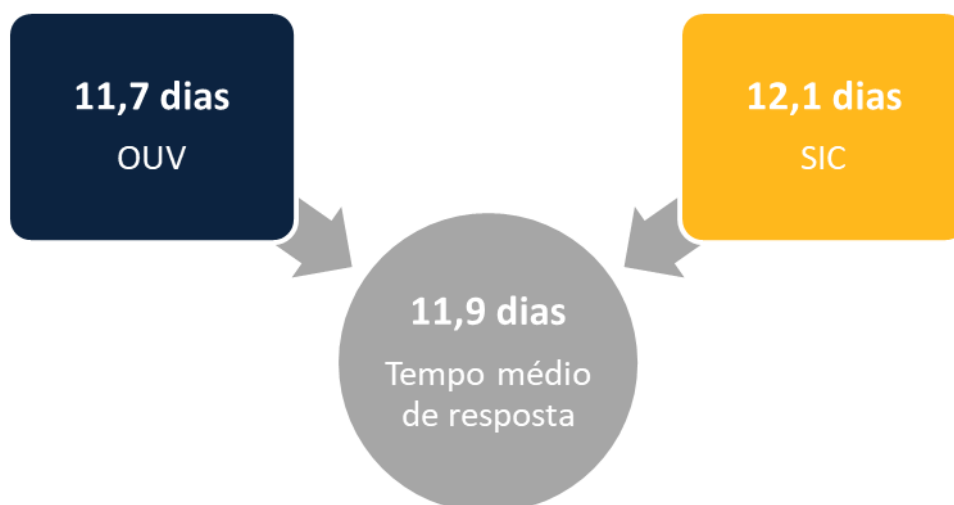 11,7 dias
OUV
12,1 dias
SIC
11,9 dias
Tempo médio
de resposta